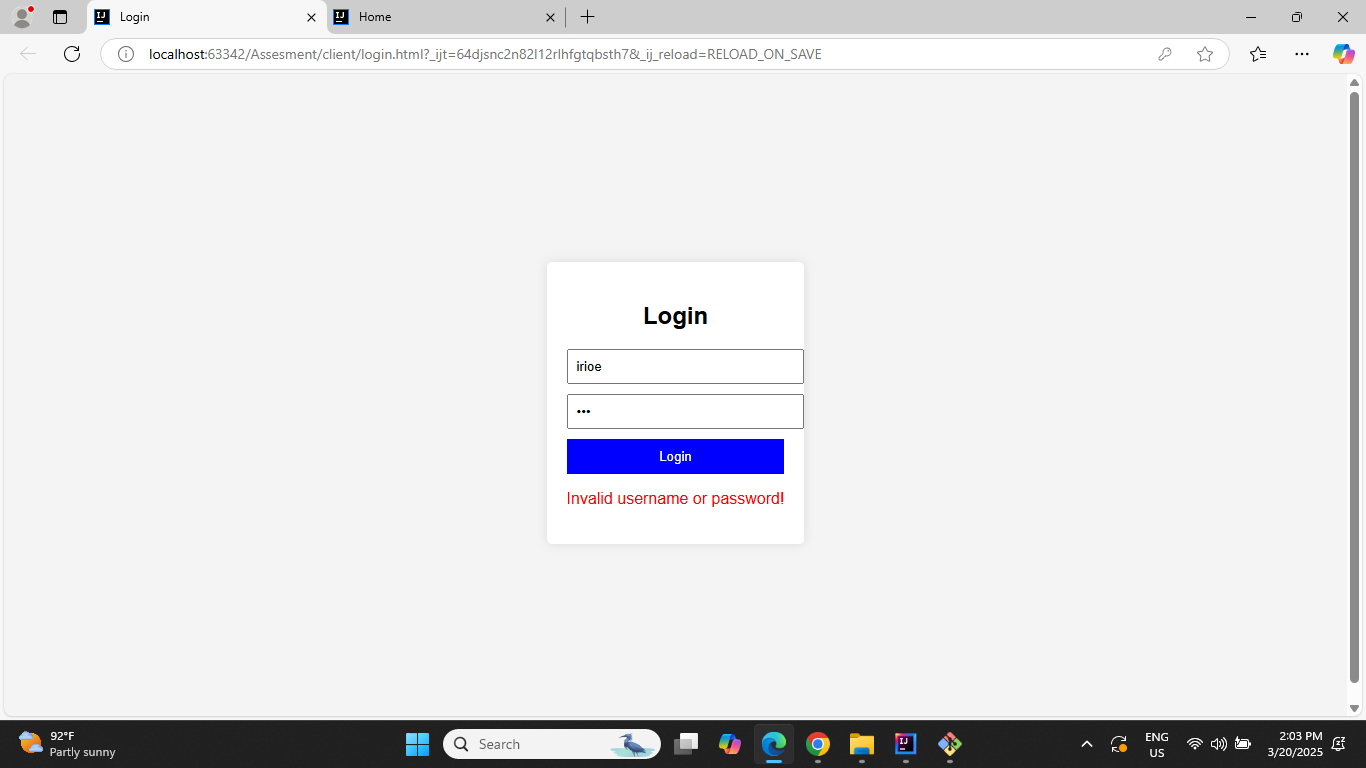 Login
Home
localhost:63342/Assesment/client/login.html?_ijt=64djsnc2n82l12rlhfgtqbsth7&_ij_reload=RELOAD_ON_SAVE
Login
irioe
•••
Login
Invalid username or password!
92°F
Partly sunny
Search
ENG
US
2:03 PM
3/20/2025